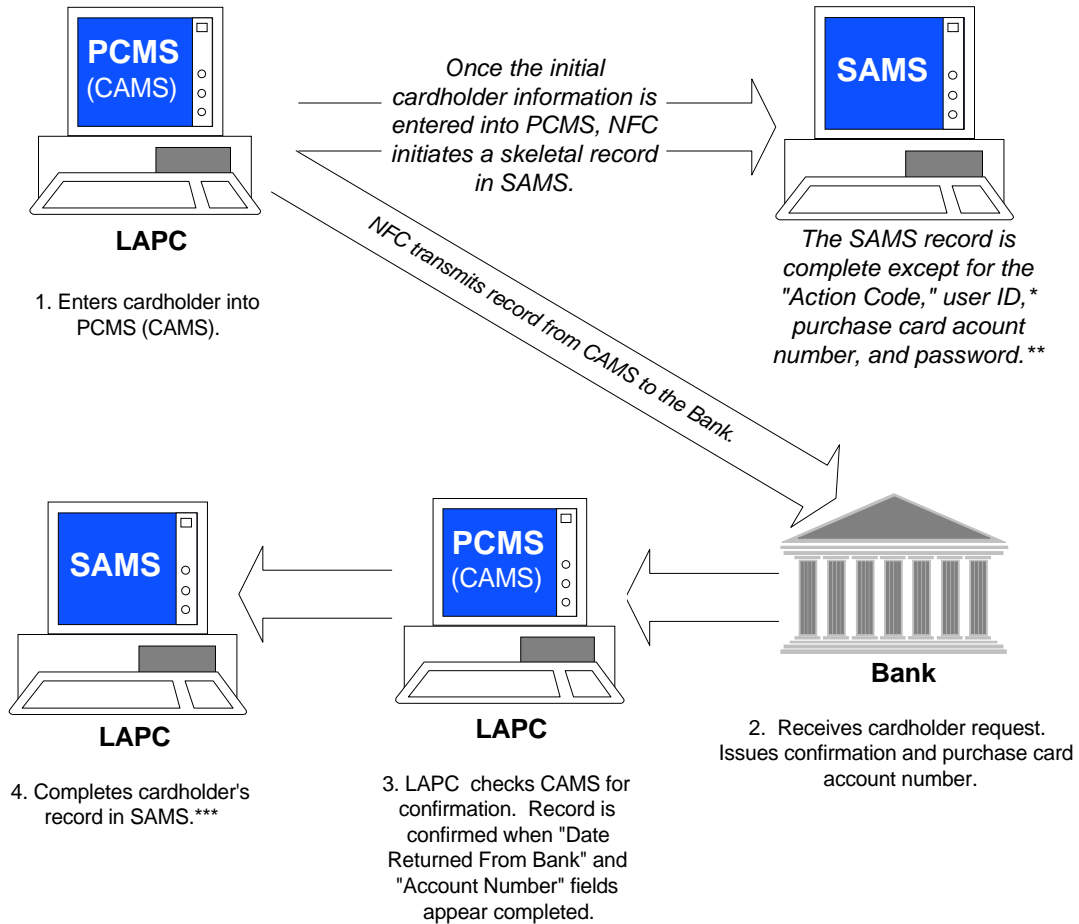 PCMS
(CAMS)
LAPC
1. Enters cardholder into
PCMS (CAMS).
Once the initial
cardholder information is
entered into PCMS, NFC
initiates a skeletal record
in SAMS.
SAMS
The SAMS record is
complete except for the
"Action Code," user ID,*
purchase card acount
number, and password.**
NFC transmits record from CAMS to the Bank.
Bank
2.  Receives cardholder request.
Issues confirmation and purchase card
account number.
PCMS
(CAMS)
LAPC
3. LAPC  checks CAMS for
confirmation.  Record is
confirmed when "Date
Returned From Bank" and
"Account Number" fields
appear completed.
SAMS
LAPC
4. Completes cardholder's
record in SAMS.***